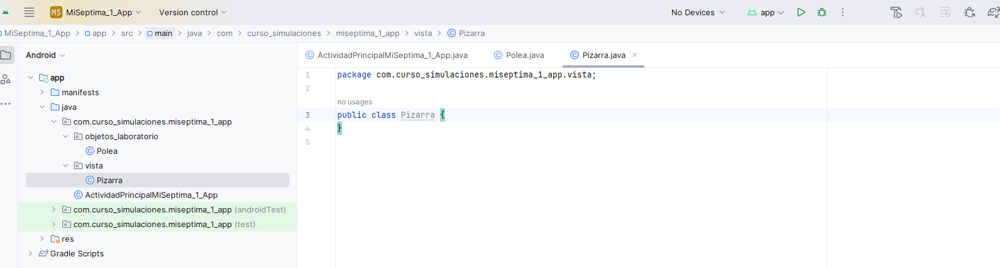 MS MiSeptima_1_App Version control No Devices app
MiSeptima_1_App > app > src > main > java > com > curso_simulaciones > miseptima_1_app > vista > Pizarra
Android
app
manifests
java
com.curso_simulaciones.miseptima_1_app
objetos_laboratorio
Polea
vista
Pizarra
ActividadPrincipalMiSeptima_1_App
com.curso_simulaciones.miseptima_1_app (androidTest)
com.curso_simulaciones.miseptima_1_app (test)
res
Gradle Scripts
ActividadPrincipalMiSeptima_1_App.java Polea.java Pizarra.java
1 package com.curso_simulaciones.miseptima_1_app.vista;
2
no usages
3 public class Pizarra {
4 }
5